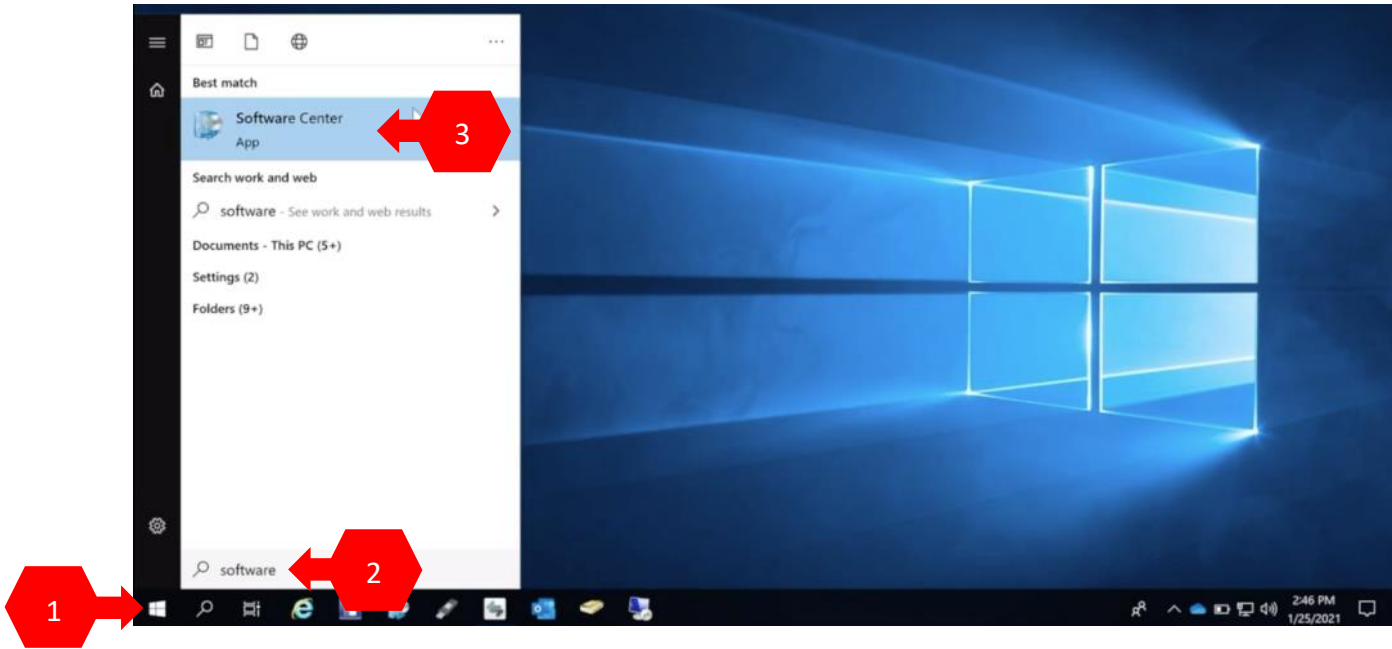 Best match
Software Center
App
3
Search work and web
software - See work and web results
Documents - This PC (5+)
Settings (2)
Folders (9+)
software
2
1
2:46 PM
1/25/2021